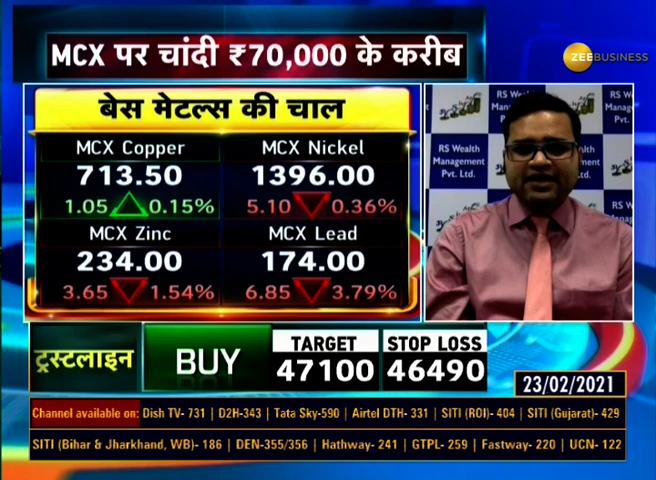 MCX पर चांदी ₹70,000 के करीब
ZEEBUSINESS
बेस मेटल्स की चाल
MCX Copper
713.50
1.05 0.15%
MCX Nickel
1396.00
5.10 0.36%
MCX Zinc
234.00
3.65 1.54%
MCX Lead
174.00
6.85 3.79%
RS Wealth
Management
Pvt. Ltd.
ट्रस्टलाइन
BUY
TARGET
47100
STOP LOSS
46490
23/02/2021
Channel available on: Dish TV- 731 | D2H-343 | Tata Sky-590 | Airtel DTH- 331 | SITI (ROI)- 404 | SITI (Gujarat)- 429
SITI (Bihar & Jharkhand, WB)- 186 | DEN-355/356 | Hathway- 241 | GTPL- 259 | Fastway- 220 | UCN- 122